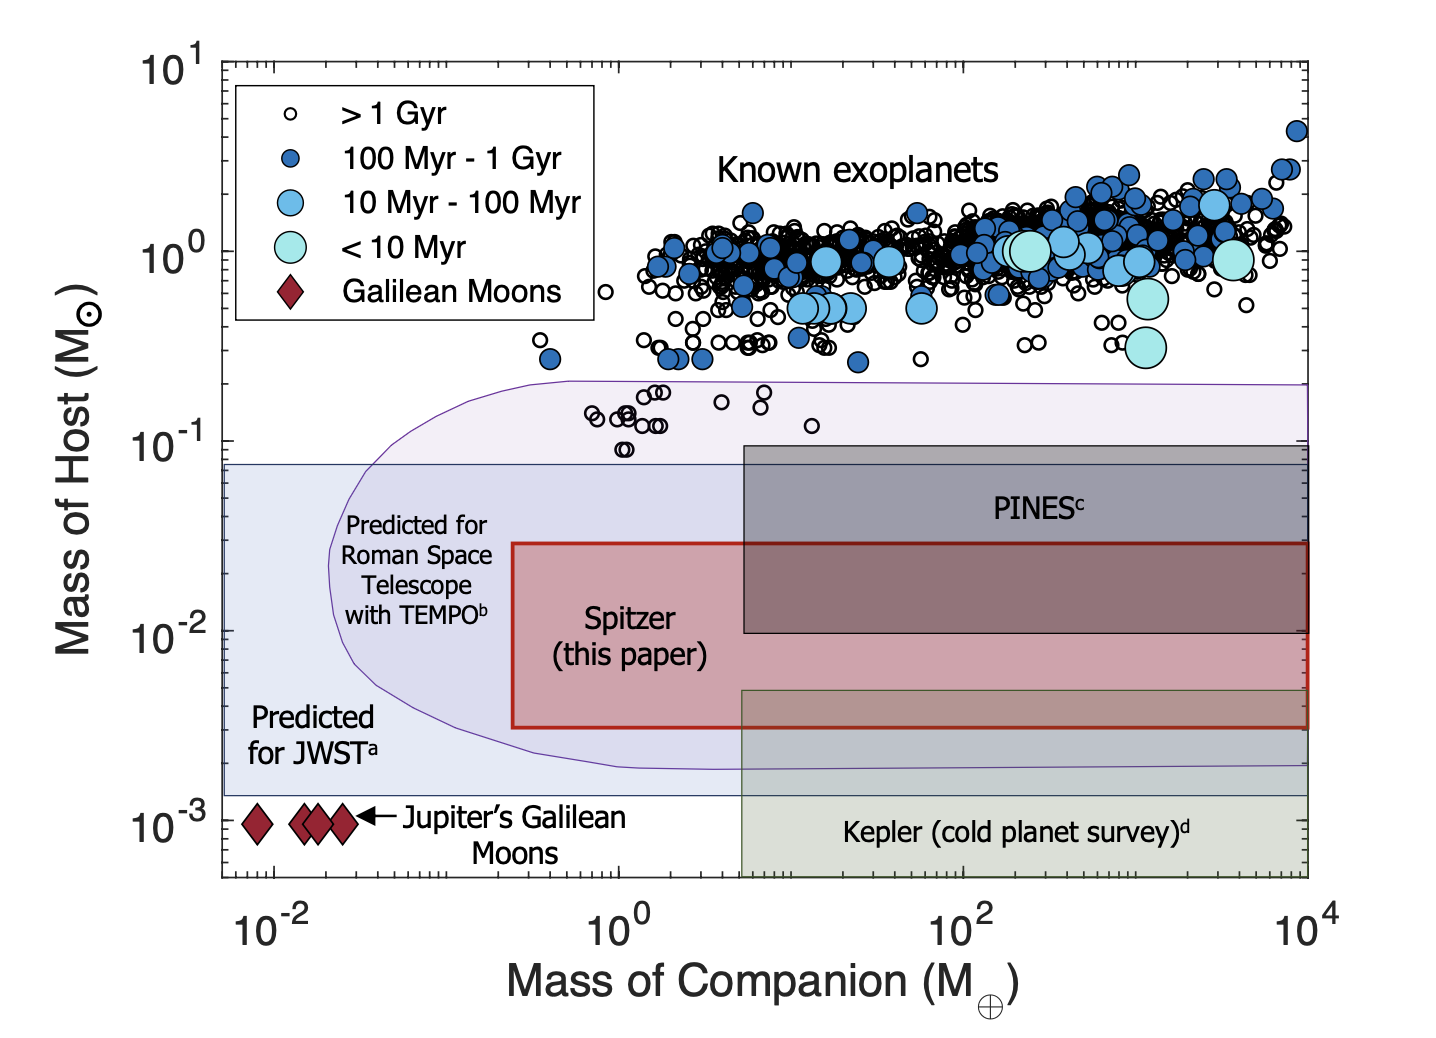 10¹
10⁰
10⁻¹
10⁻²
10⁻³
Mass of Host (M☉)
> 1 Gyr
100 Myr - 1 Gyr
10 Myr - 100 Myr
< 10 Myr
Galilean Moons
Known exoplanets
PINESᶜ
Predicted for
Roman Space
Telescope
with TEMPOᵇ
Spitzer
(this paper)
Predicted
for JWSTᵃ
Jupiter’s Galilean
Moons
Kepler (cold planet survey)ᵈ
10⁻² 10⁰ 10² 10⁴
Mass of Companion (M⊕)